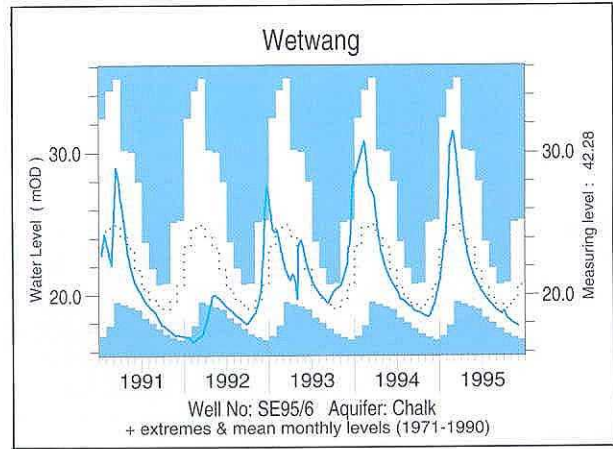 Wetwang
Water Level ( mOD )
30.0
20.0
30.0
20.0
Measuring level : 42.28
1991 1992 1993 1994 1995
Well No: SE95/6 Aquifer: Chalk
+ extremes & mean monthly levels (1971-1990)